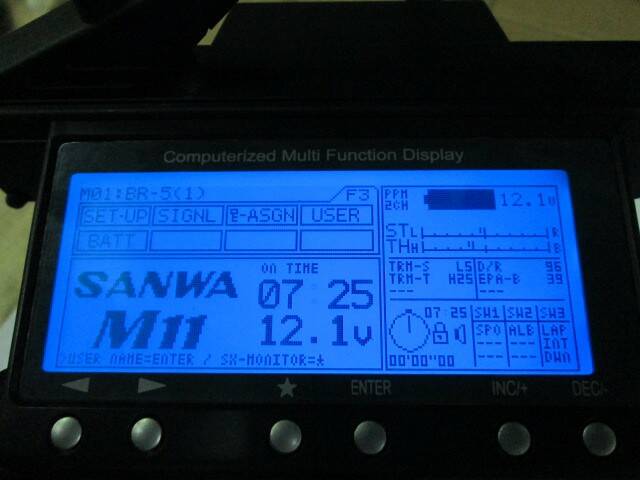 Computerized Multi Function Display
M01:BR-5(1) F3
SET-UP SIGNL -ASGN USER
BATT
SANWA
M11
ON TIME
07 25
12.1v
USER NAME=ENTER / SX-MONITOR=
PPM
2CH
12.1v
ST L R
TH H B
TRM-S L5 D/R 96
TRM-T H25 EPA-B 39
--- ---
07:25 SW1 SW2 SW3
SPD ALB LAP
--- --- INT
--- --- DWN
00'00"00
ENTER INC/+ DEC/-